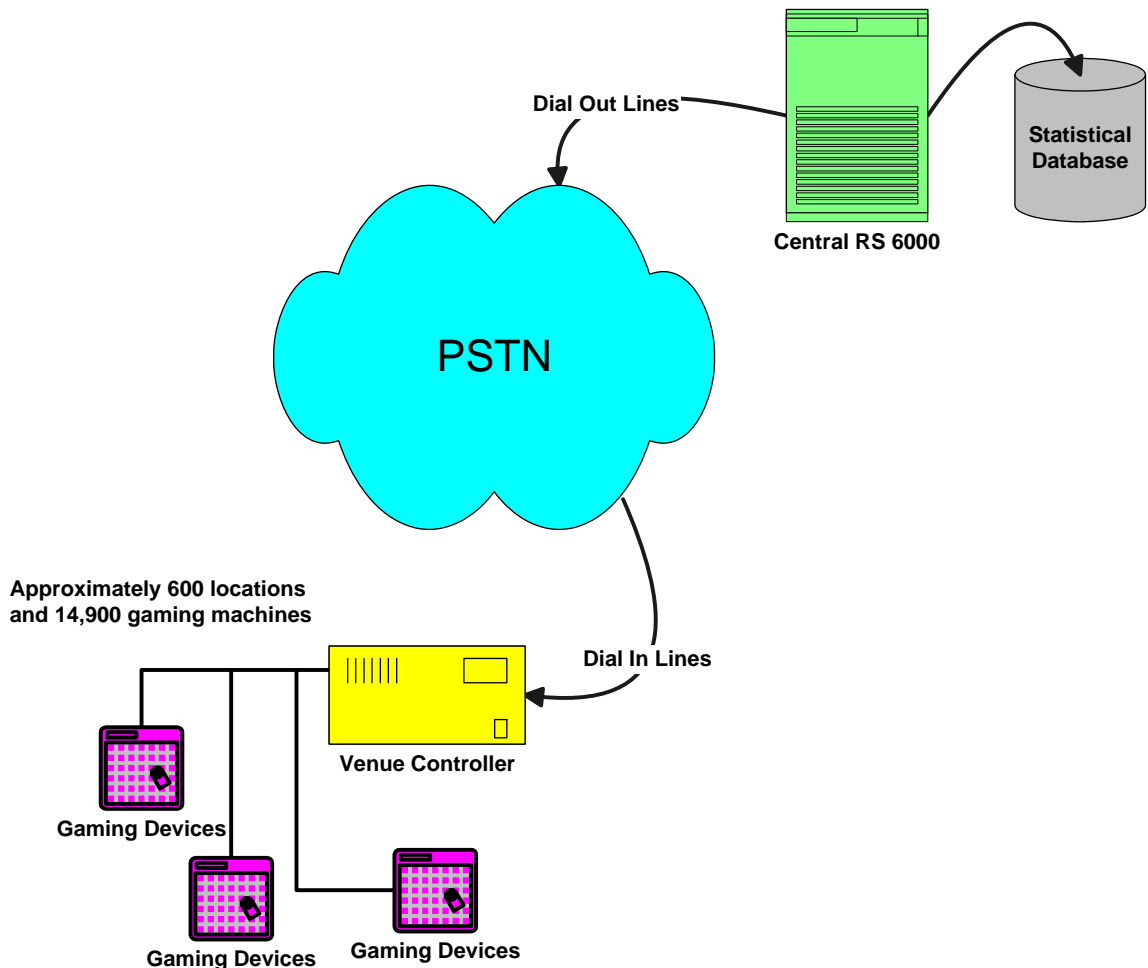 Dial Out Lines
Statistical
Database
Central RS 6000
PSTN
Approximately 600 locations
and 14,900 gaming machines
Dial In Lines
Venue Controller
Gaming Devices
Gaming Devices
Gaming Devices